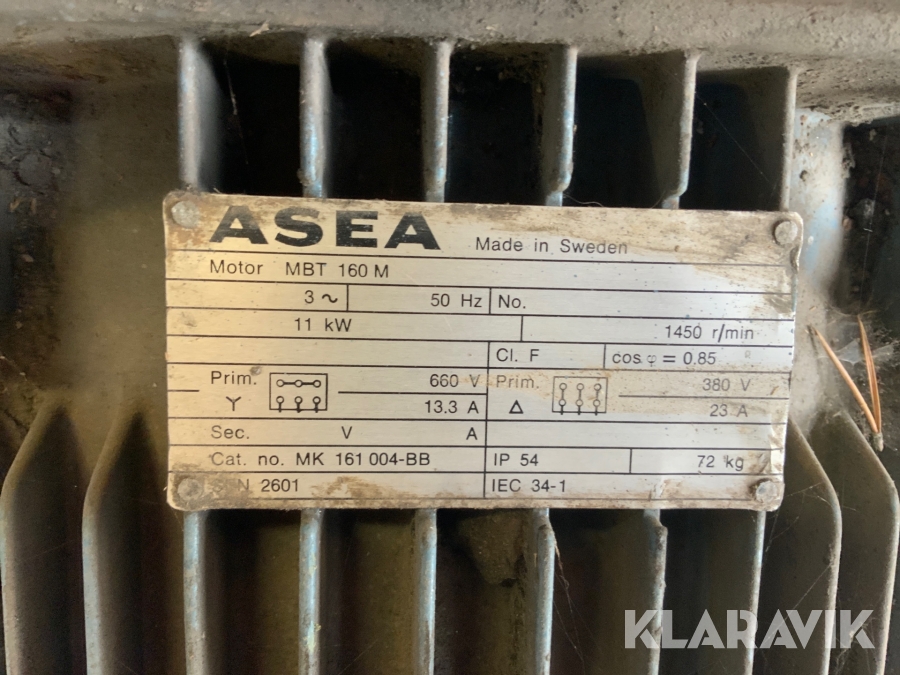 ASEA Made in Sweden
Motor MBT 160 M
3 ~ 50 Hz No.
11 kW 1450 r/min
Cl. F cos φ = 0.85
Prim. 660 V Prim. 380 V
Y 13.3 A Δ 23 A
Sec. V A
Cat. no. MK 161 004-BB IP 54 72 kg
2601 IEC 34-1
KLARAVIK